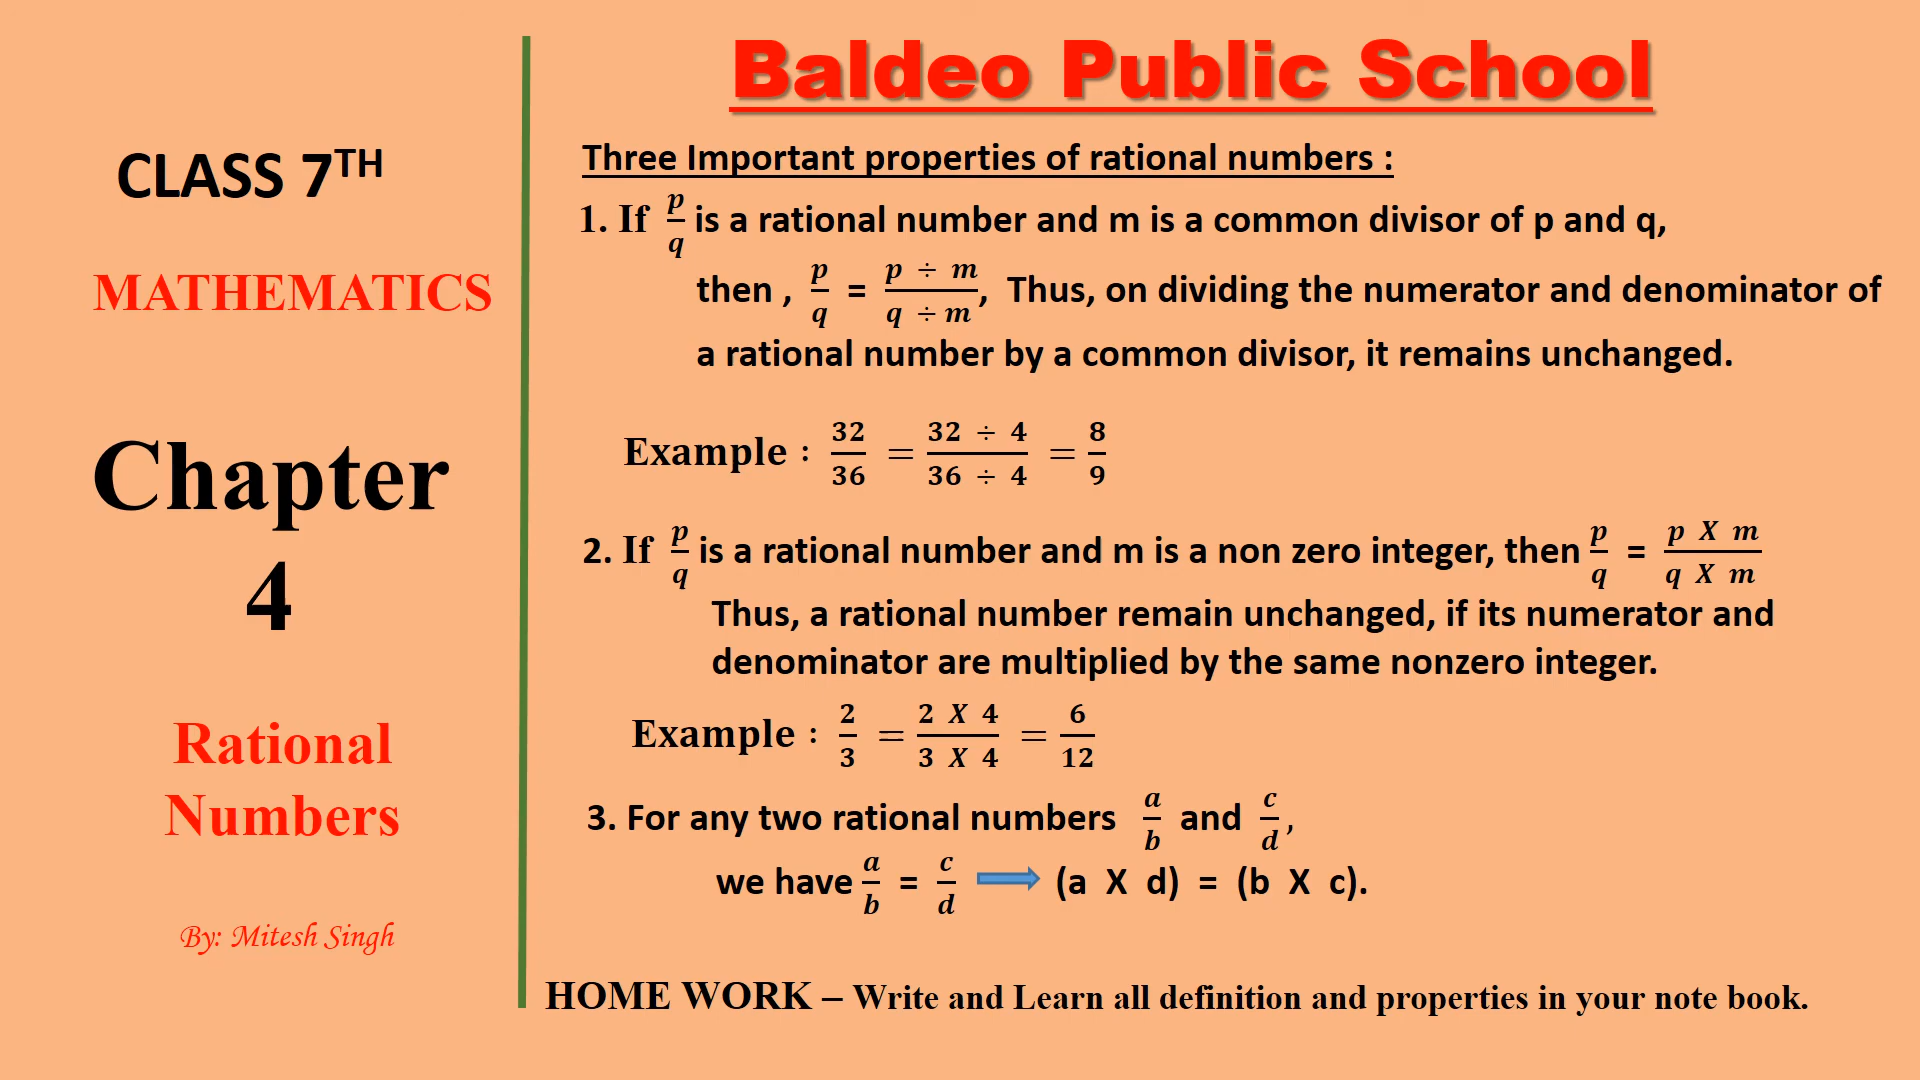 Baldeo Public School
CLASS 7TH
MATHEMATICS
Chapter
4
Rational
Numbers
By: Mitesh Singh
Three Important properties of rational numbers :
1. If p/q is a rational number and m is a common divisor of p and q,
then , p/q = (p ÷ m)/(q ÷ m), Thus, on dividing the numerator and denominator of
a rational number by a common divisor, it remains unchanged.
Example : 32/36 = (32 ÷ 4)/(36 ÷ 4) = 8/9
2. If p/q is a rational number and m is a non zero integer, then p/q = (p X m)/(q X m)
Thus, a rational number remain unchanged, if its numerator and
denominator are multiplied by the same nonzero integer.
Example : 2/3 = (2 X 4)/(3 X 4) = 6/12
3. For any two rational numbers a/b and c/d,
we have a/b = c/d (a X d) = (b X c).
HOME WORK – Write and Learn all definition and properties in your note book.